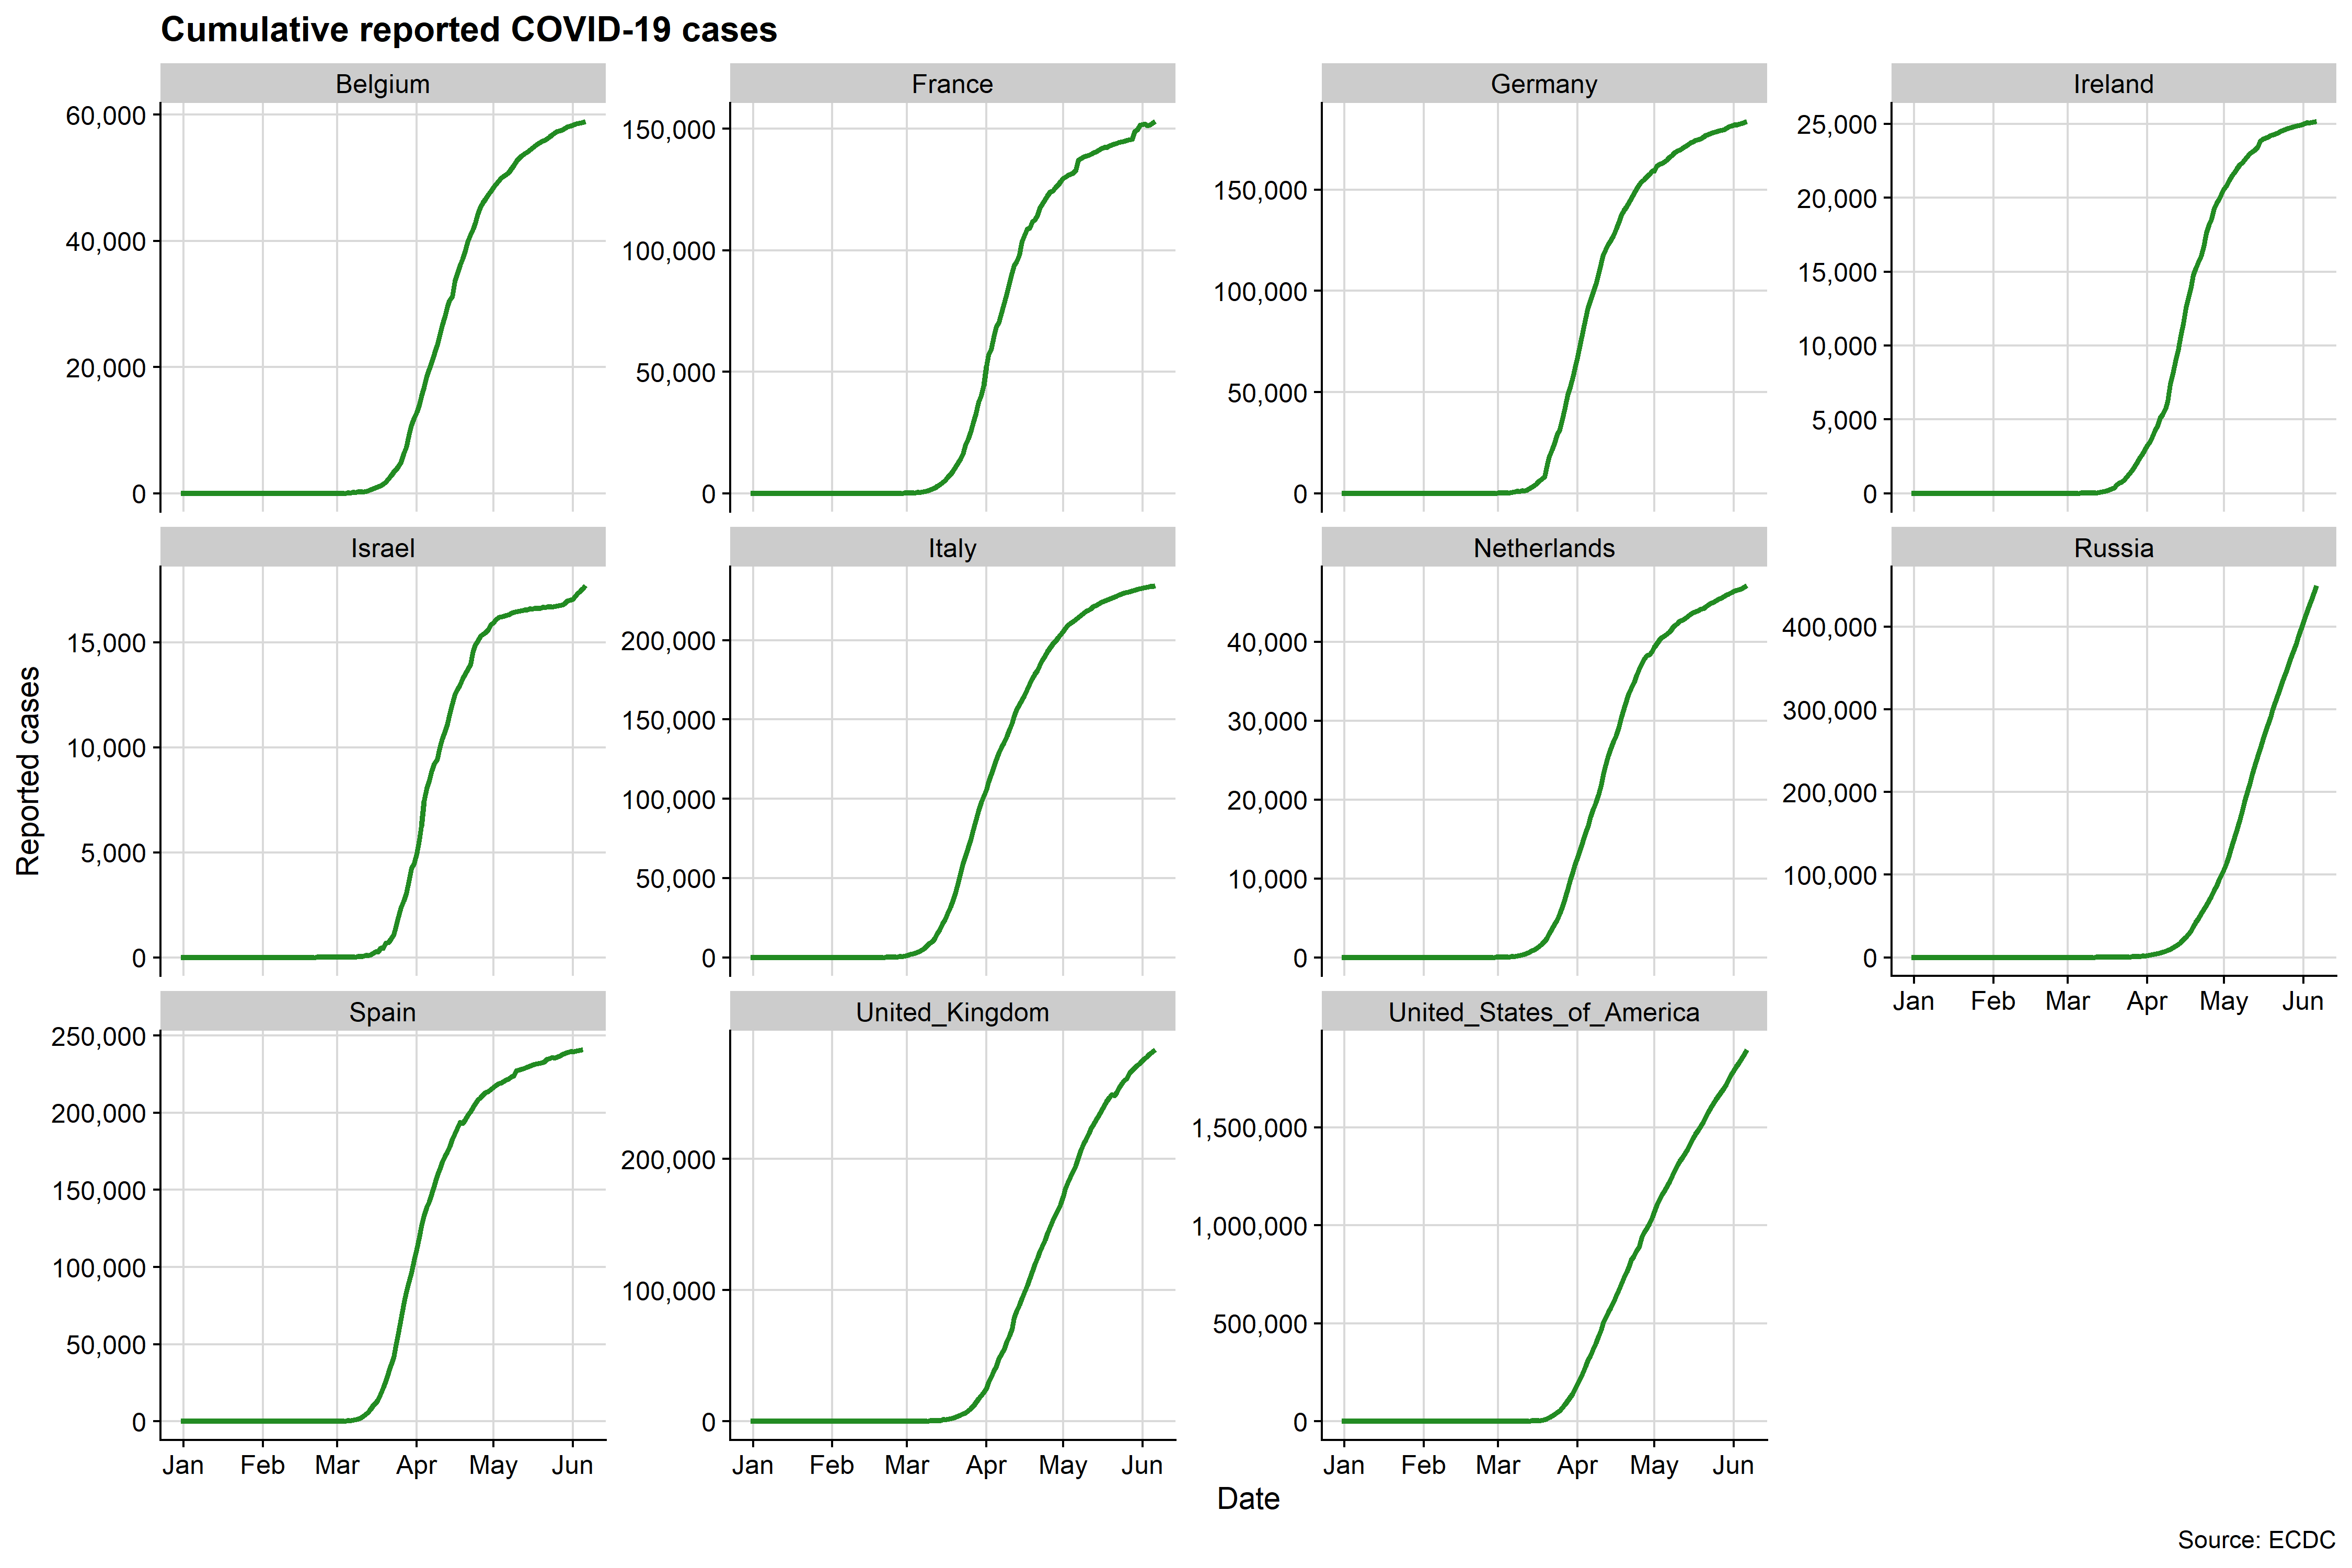 Cumulative reported COVID-19 cases
Belgium
60,000
40,000
20,000
0
France
150,000
100,000
50,000
0
Germany
150,000
100,000
50,000
0
Ireland
25,000
20,000
15,000
10,000
5,000
0
Reported cases
Israel
15,000
10,000
5,000
0
Italy
200,000
150,000
100,000
50,000
0
Netherlands
40,000
30,000
20,000
10,000
0
Russia
400,000
300,000
200,000
100,000
0
Jan Feb Mar Apr May Jun
Spain
250,000
200,000
150,000
100,000
50,000
0
Jan Feb Mar Apr May Jun
United_Kingdom
200,000
100,000
0
Jan Feb Mar Apr May Jun
United_States_of_America
1,500,000
1,000,000
500,000
0
Jan Feb Mar Apr May Jun
Date
Source: ECDC